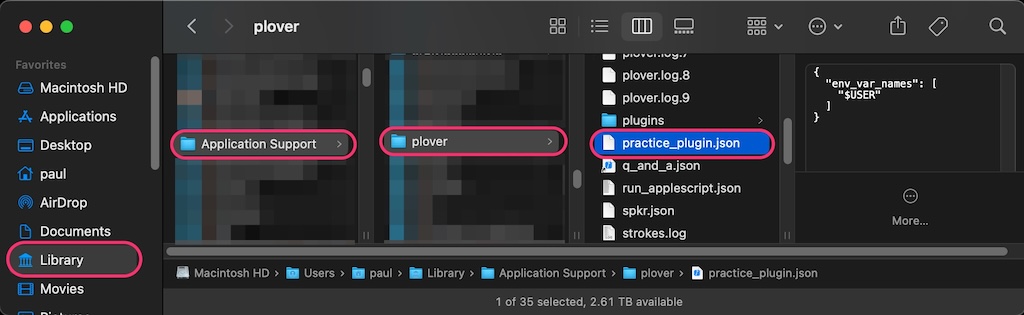 plover
Favorites
Macintosh HD
Applications
Desktop
paul
AirDrop
Documents
Library
Movies
Application Support
plover
plover.log.7
plover.log.8
plover.log.9
plugins
practice_plugin.json
q_and_a.json
run_applescript.json
spkr.json
strokes.log
{
"env_var_names": [
"$USER"
]
}
More...
Macintosh HD › Users › paul › Library › Application Support › plover › practice_plugin.json
1 of 35 selected, 2.61 TB available